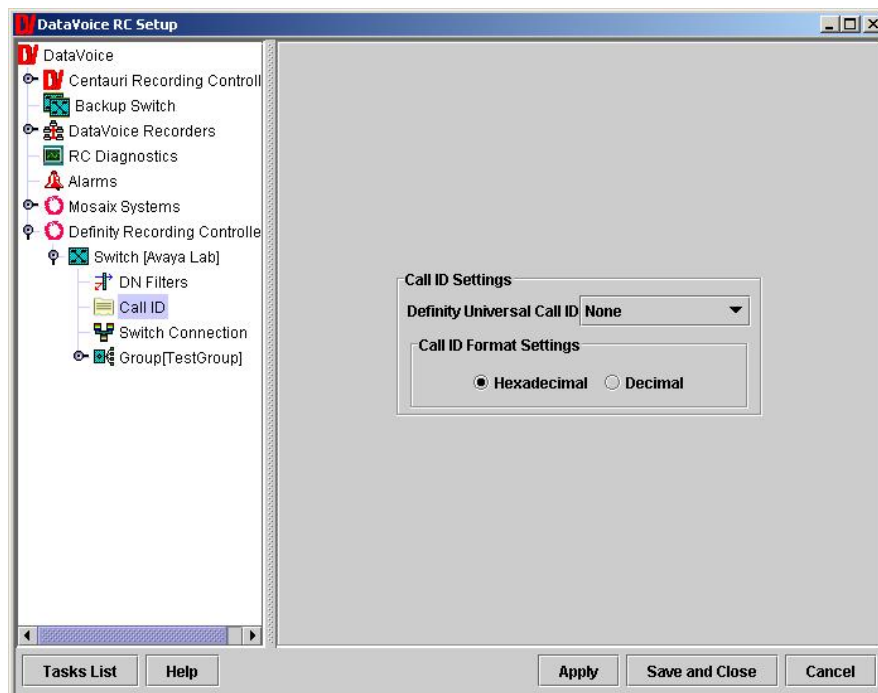 DataVoice RC Setup
DataVoice
Centauri Recording Controll
Backup Switch
DataVoice Recorders
RC Diagnostics
Alarms
Mosaix Systems
Definity Recording Controlle
Switch [Avaya Lab]
DN Filters
Call ID
Switch Connection
Group[TestGroup]
Call ID Settings
Definity Universal Call ID None
Call ID Format Settings
Hexadecimal Decimal
Tasks List Help Apply Save and Close Cancel